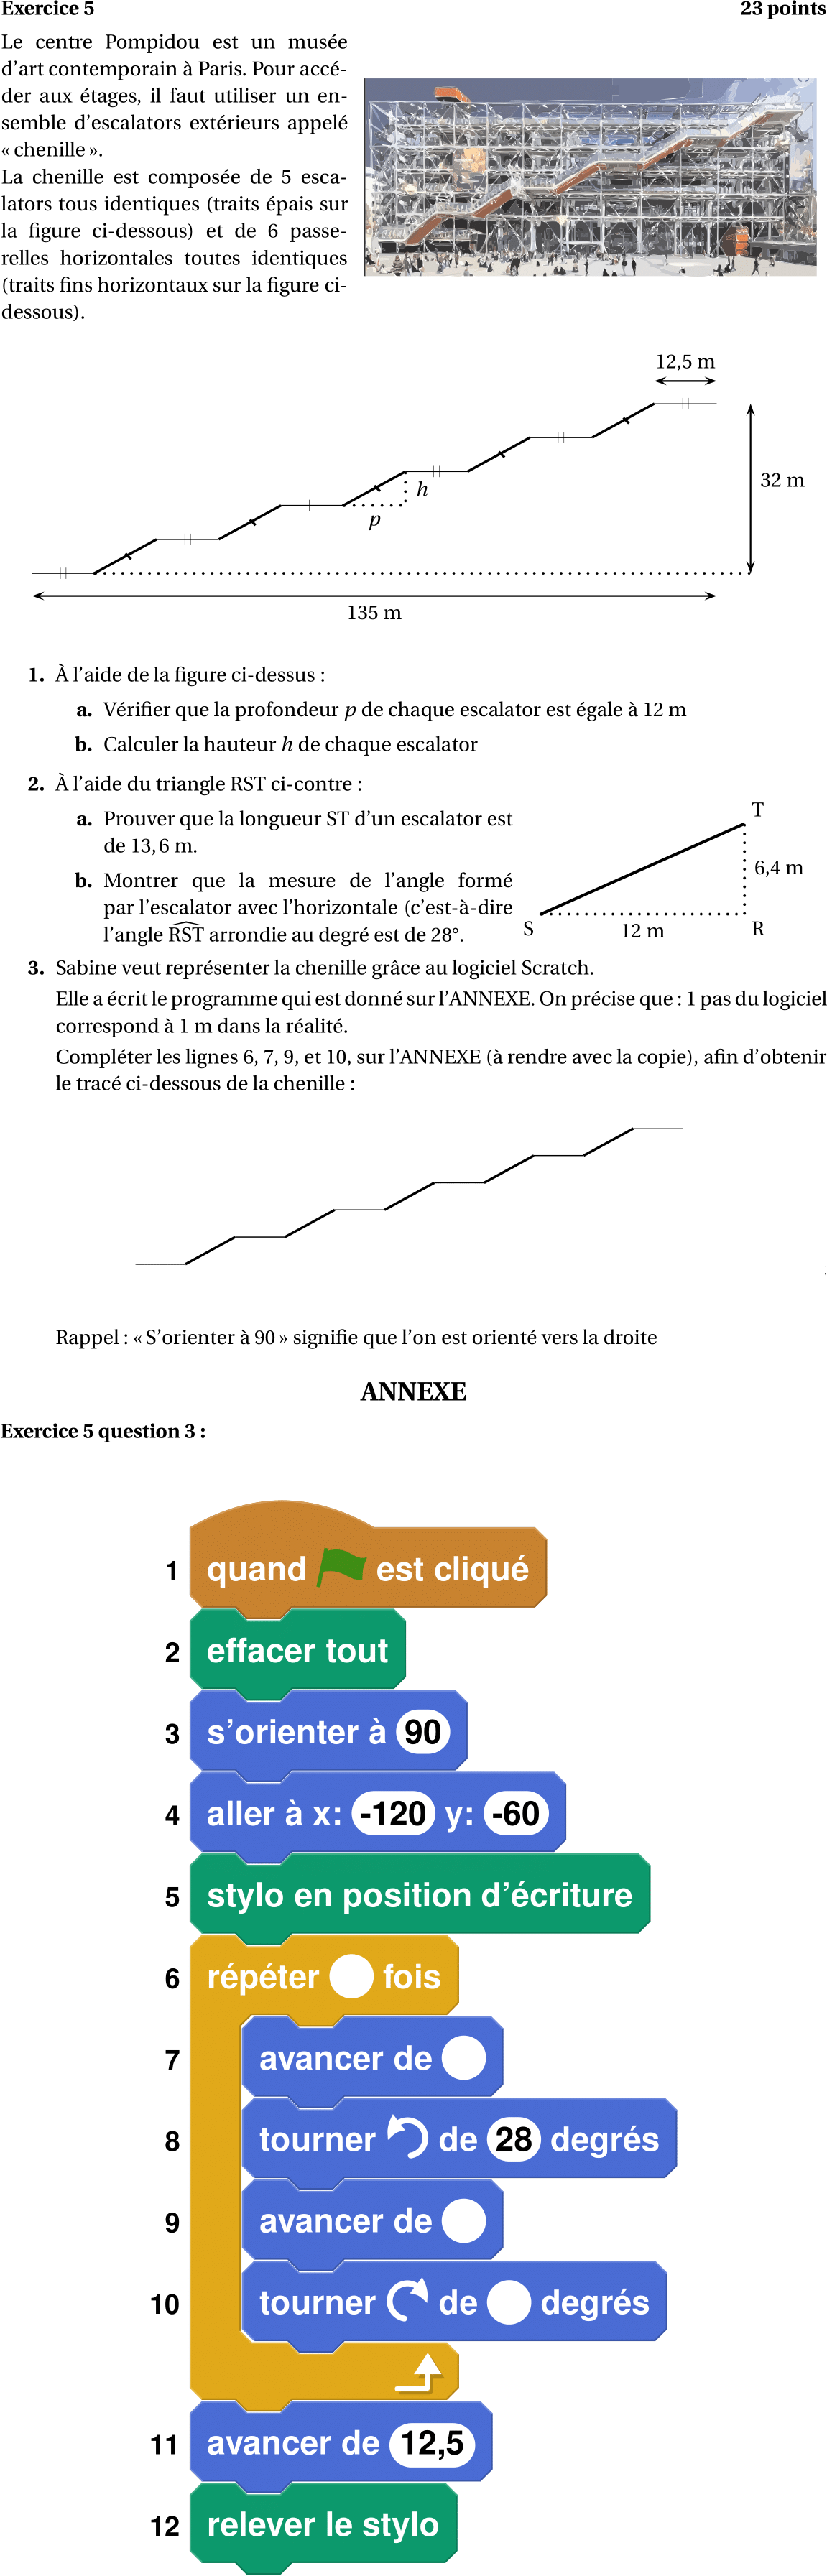 Exercice 5 23 points
Le centre Pompidou est un musée
d'art contemporain à Paris. Pour accé-
der aux étages, il faut utiliser un en-
semble d'escalators extérieurs appelé
« chenille ».
La chenille est composée de 5 esca-
lators tous identiques (traits épais sur
la figure ci-dessous) et de 6 passe-
relles horizontales toutes identiques
(traits fins horizontaux sur la figure ci-
dessous).
12,5 m
32 m
h
p
135 m
1. À l'aide de la figure ci-dessus :
a. Vérifier que la profondeur p de chaque escalator est égale à 12 m
b. Calculer la hauteur h de chaque escalator
2. À l'aide du triangle RST ci-contre :
a. Prouver que la longueur ST d'un escalator est
de 13,6 m.
b. Montrer que la mesure de l'angle formé
par l'escalator avec l'horizontale (c'est-à-dire
l'angle RST arrondie au degré est de 28°.
T
6,4 m
S
12 m
R
3. Sabine veut représenter la chenille grâce au logiciel Scratch.
Elle a écrit le programme qui est donné sur l'ANNEXE. On précise que : 1 pas du logiciel
correspond à 1 m dans la réalité.
Compléter les lignes 6, 7, 9, et 10, sur l'ANNEXE (à rendre avec la copie), afin d'obtenir
le tracé ci-dessous de la chenille :
Rappel : « S'orienter à 90 » signifie que l'on est orienté vers la droite
ANNEXE
Exercice 5 question 3 :
1 quand est cliqué
2 effacer tout
3 s'orienter à 90
4 aller à x: -120 y: -60
5 stylo en position d'écriture
6 répéter fois
7 avancer de
8 tourner de 28 degrés
9 avancer de
10 tourner de degrés
11 avancer de 12,5
12 relever le stylo